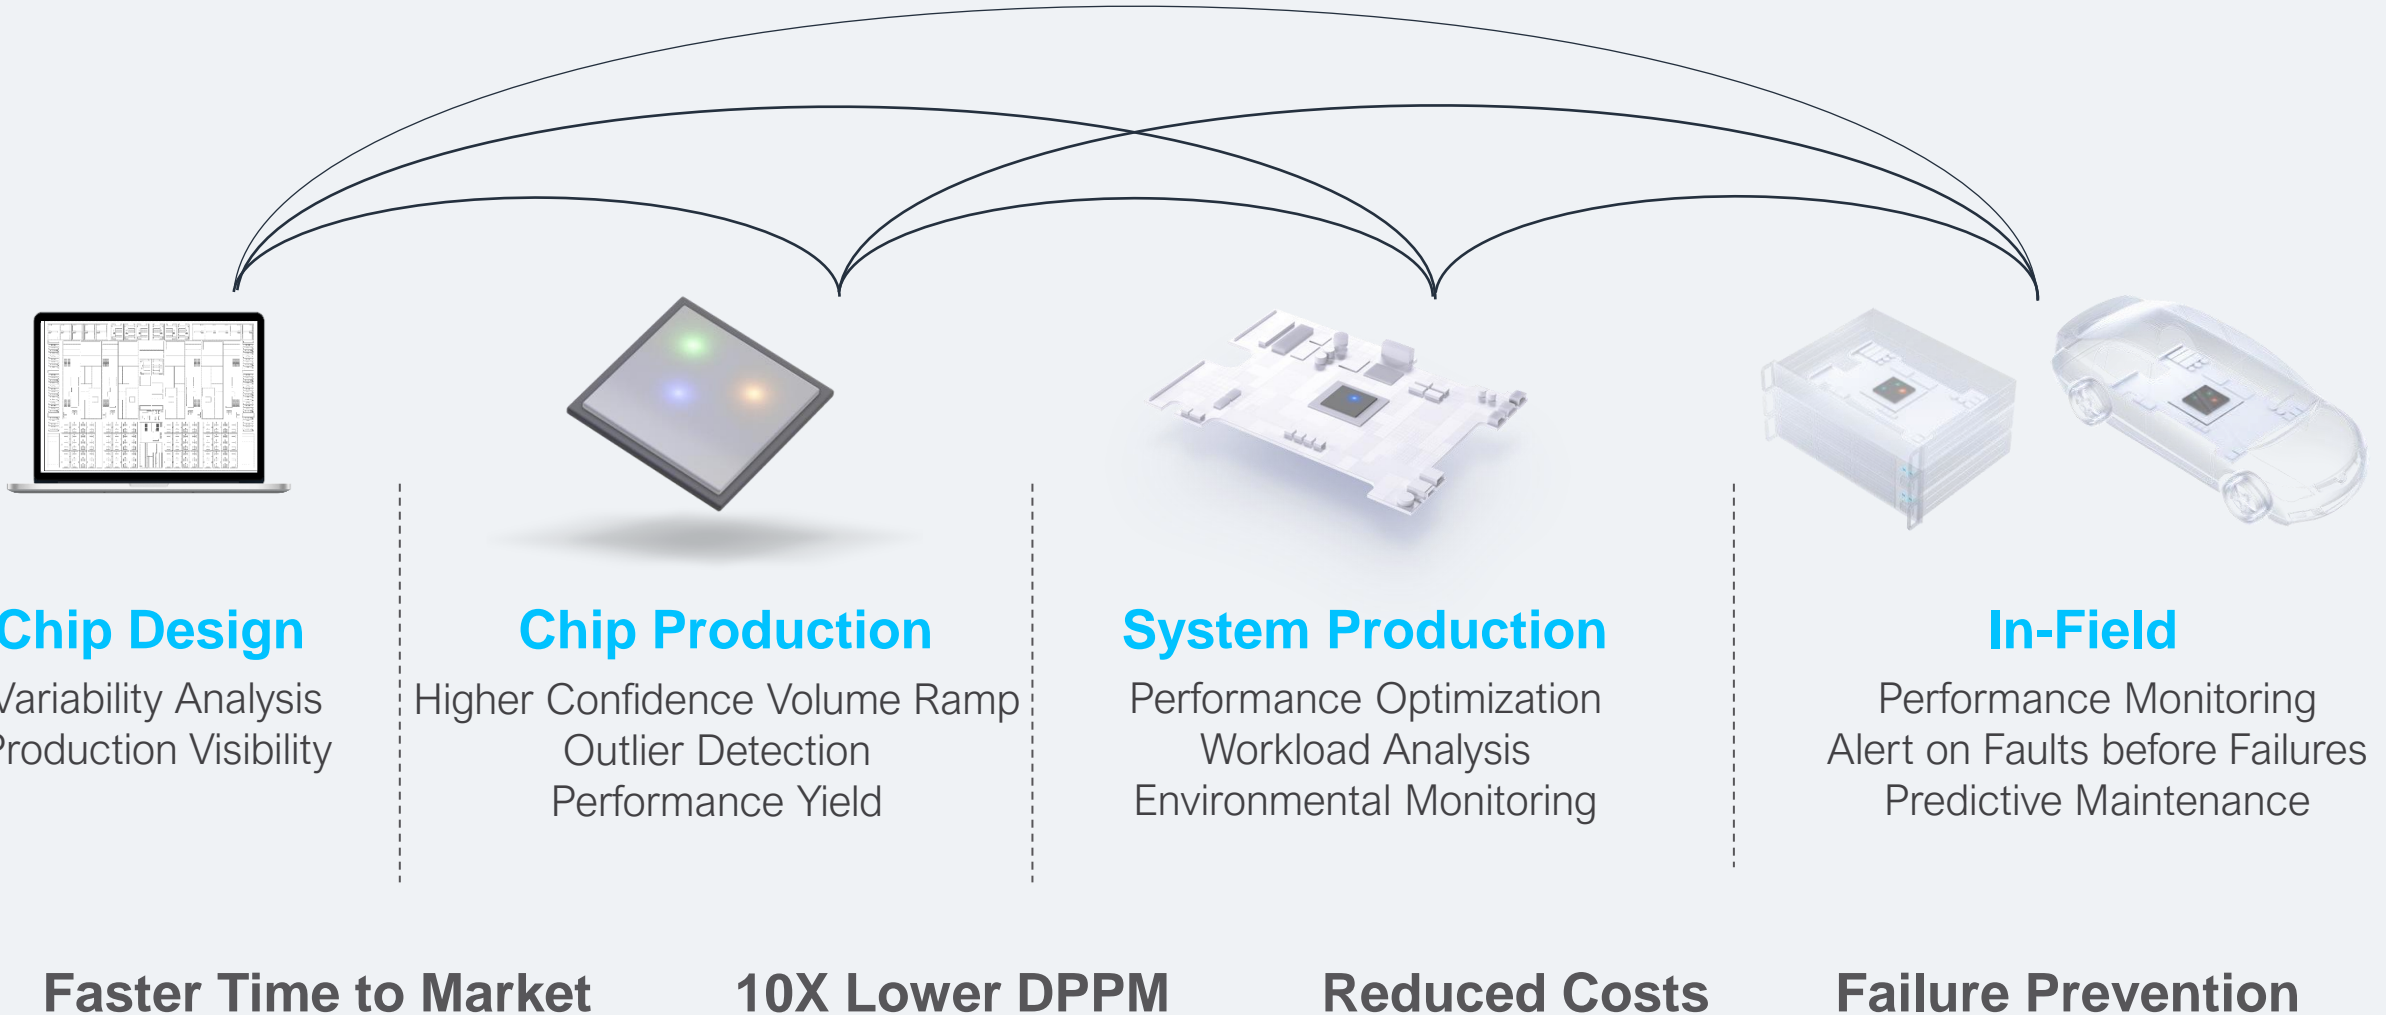 Chip Design
Variability Analysis
Production Visibility
Chip Production
Higher Confidence Volume Ramp
Outlier Detection
Performance Yield
System Production
Performance Optimization
Workload Analysis
Environmental Monitoring
In-Field
Performance Monitoring
Alert on Faults before Failures
Predictive Maintenance
Faster Time to Market
10X Lower DPPM
Reduced Costs
Failure Prevention